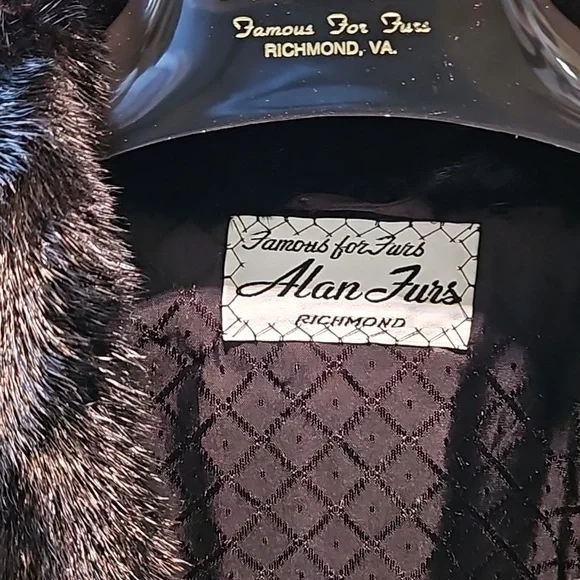 Famous For Furs
RICHMOND, VA.
Famous for Furs
Alan Furs
RICHMOND